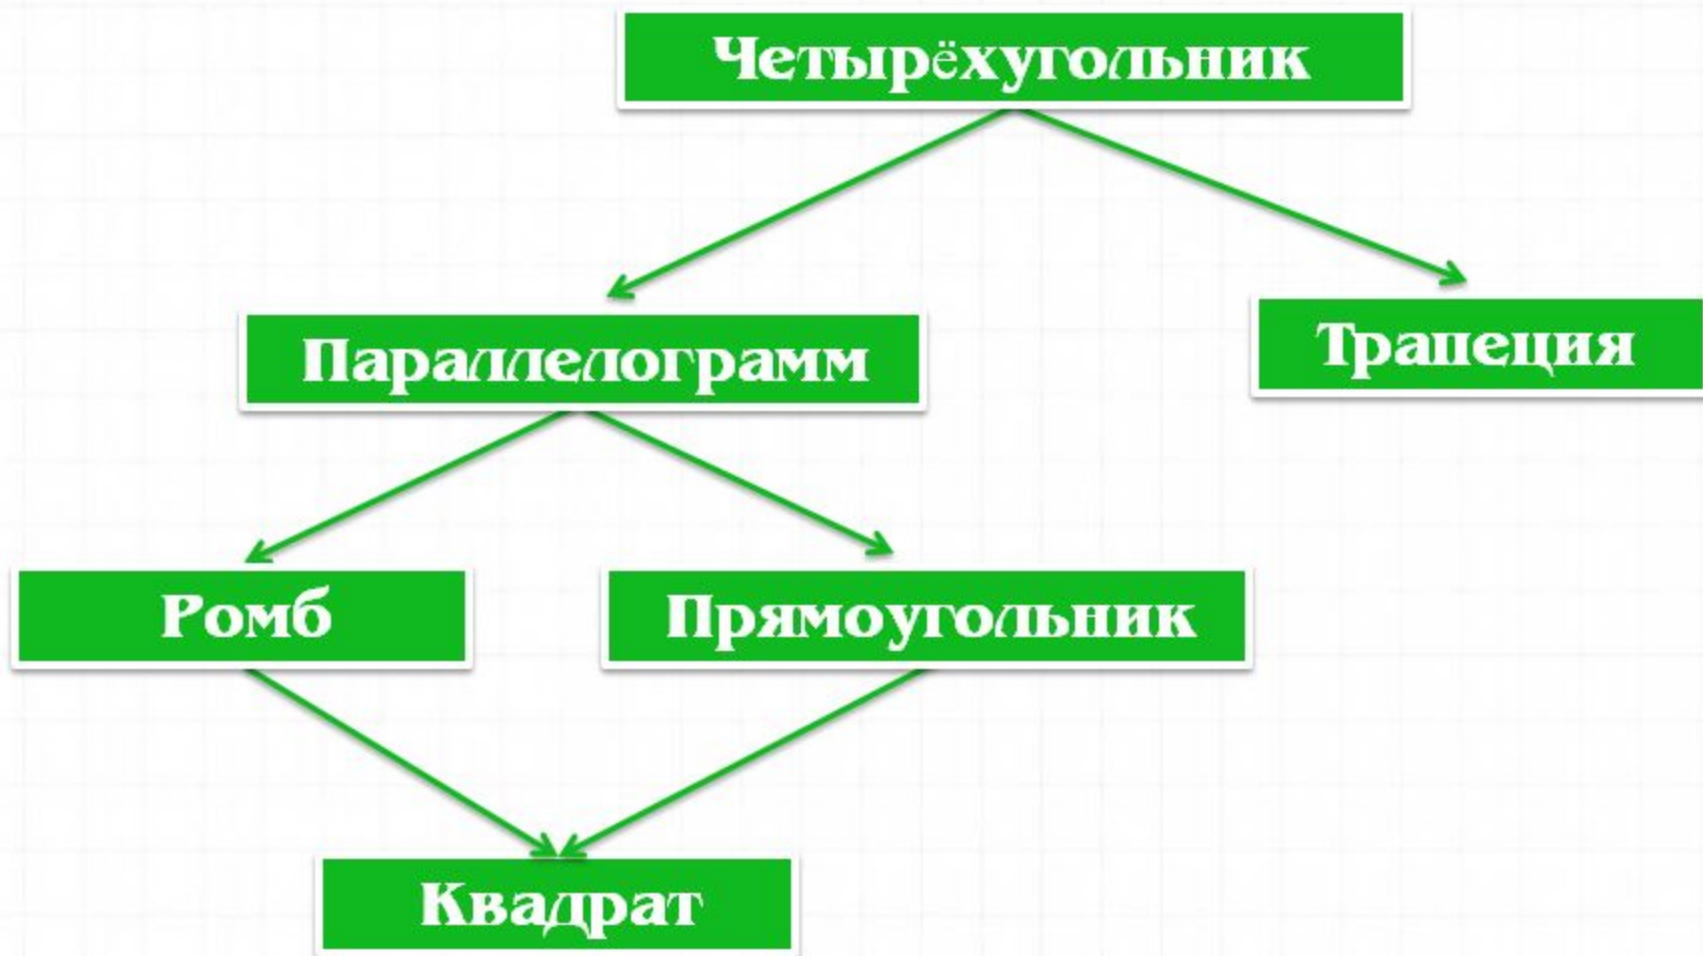 Четырёхугольник
Параллелограмм
Трапеция
Ромб
Прямоугольник
Квадрат